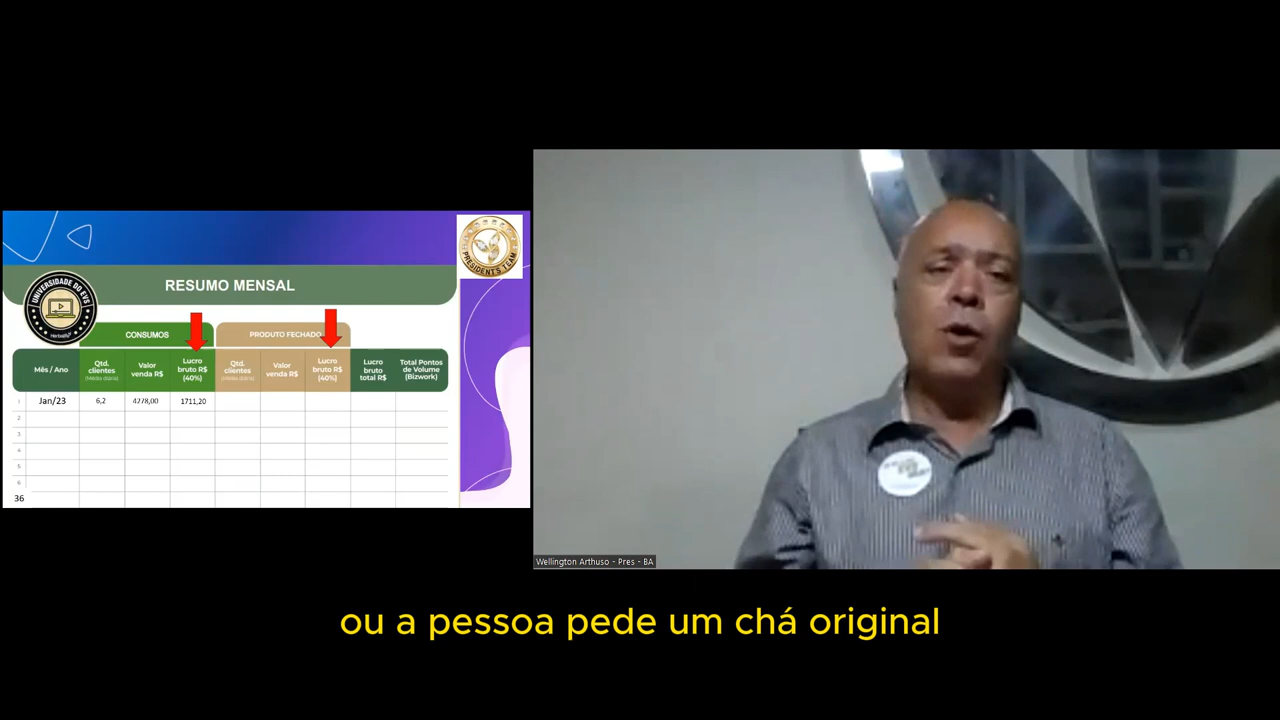 PRESIDENT'S TEAM
RESUMO MENSAL
UNIVERSIDADE DO EVS
Herbalife
CONSUMOS
PRODUTO FECHADO
Mês / Ano
Qtd. clientes (Média diária)
Valor venda R$
Lucro bruto R$ (40%)
Qtd. clientes (Média diária)
Valor venda R$
Lucro bruto R$ (40%)
Lucro bruto total R$
Total Pontos de Volume (Bizwork)
1 Jan/23 6,2 4278,00 1711,20
2
3
4
5
6
36
Wellington Arthuso - Pres - BA
ou a pessoa pede um chá original